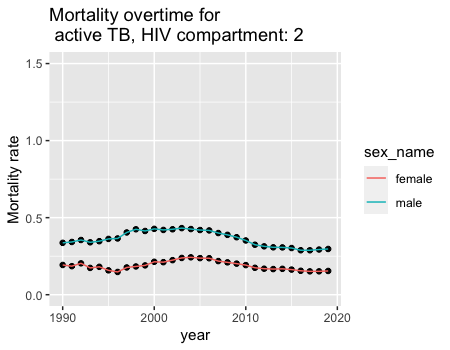 Mortality overtime for
active TB, HIV compartment: 2
1.5
1.0
0.5
0.0
Mortality rate
1990
2000
2010
2020
year
sex_name
female
male